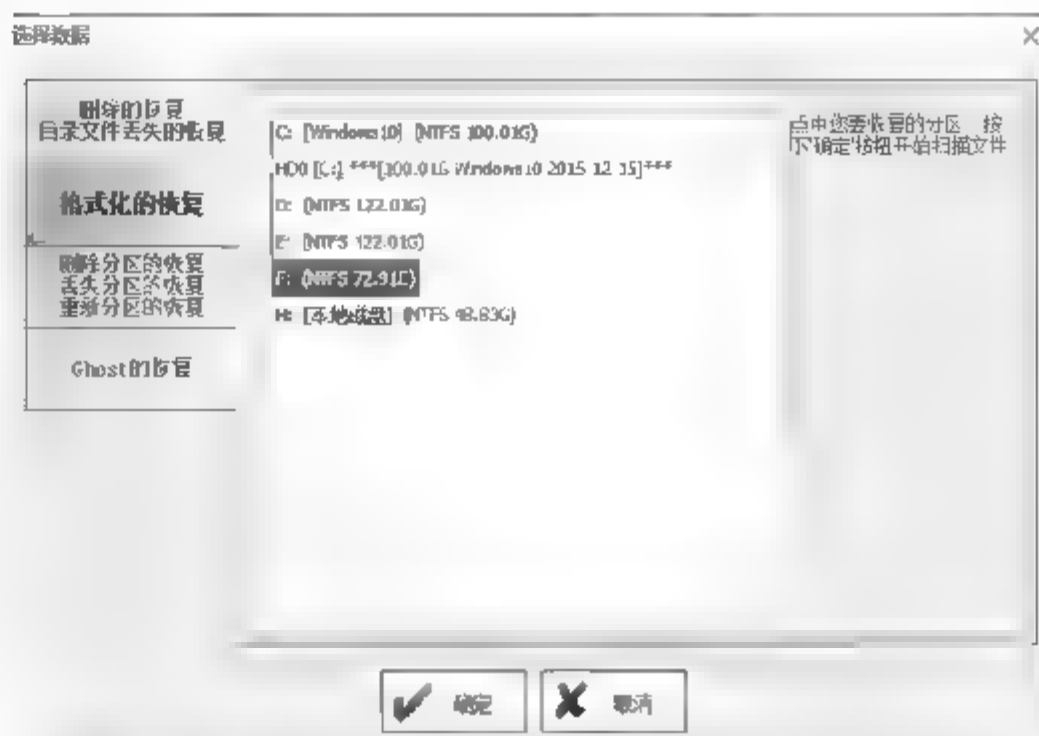 选择数据
删除的恢复
目录文件丢失的恢复
格式化的恢复
删除分区的恢复
丢失分区的恢复
重新分区的恢复
Ghost的恢复
C: [Windows10] (NTFS 100.01G)
HD0 [C:] ***[100.01G Windows10 2015-12-15]***
D: (NTFS 122.01G)
E: (NTFS 122.01G)
F: (NTFS 72.91G)
H: [本地磁盘] (NTFS 48.83G)
点中您要恢复的分区 按
下'确定'按钮开始扫描文件
确定
取消